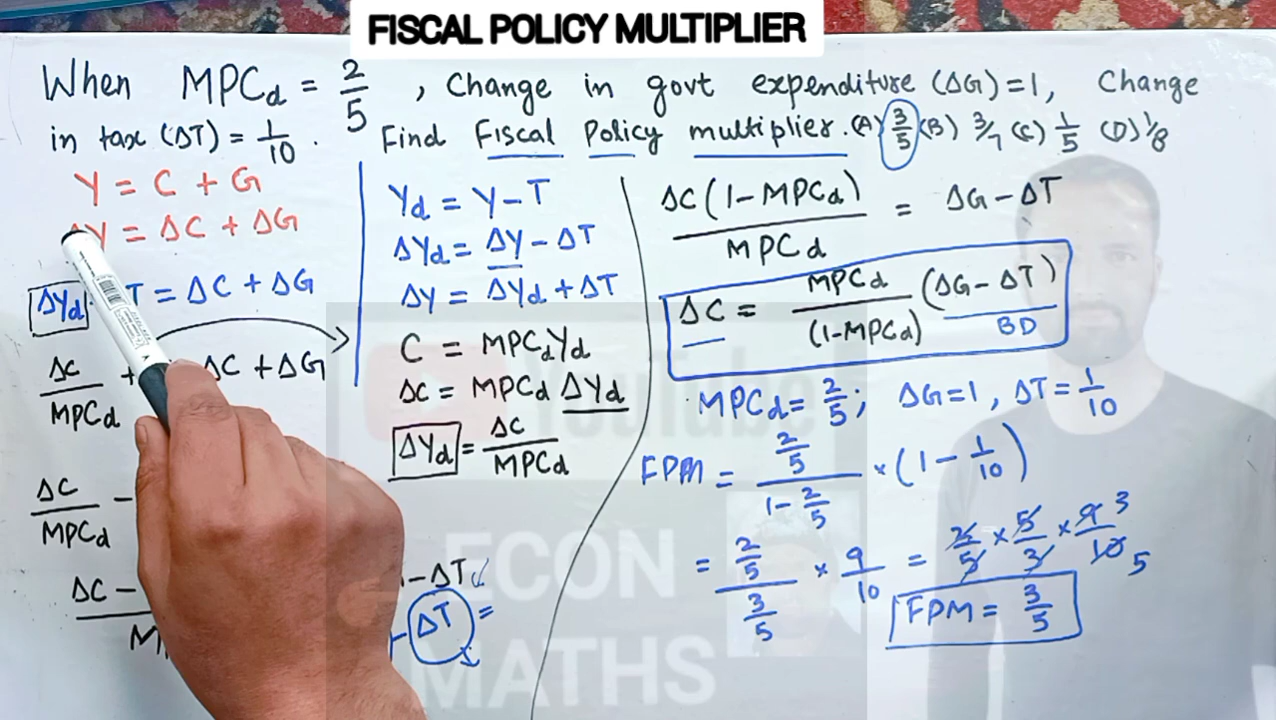 FISCAL POLICY MULTIPLIER
When MPCd = 2/5 , Change in govt expenditure (ΔG) = 1, Change
in tax (ΔT) = 1/10 . Find Fiscal Policy multiplier. (A) 3/5 (B) 3/7 (C) 1/5 (D) 1/8
Y = C + G
ΔY = ΔC + ΔG
ΔYd T = ΔC + ΔG
ΔC/MPCd + ΔC + ΔG
ΔC/MPCd -
ΔC -
Yd = Y - T
ΔYd = ΔY - ΔT
ΔY = ΔYd + ΔT
C = MPCdYd
ΔC = MPCd ΔYd
ΔYd = ΔC/MPCd
- ΔT
- ΔT =
ΔC(1-MPCd)/MPCd = ΔG - ΔT
ΔC = MPCd/(1-MPCd) (ΔG - ΔT)
BD
MPCd = 2/5; ΔG = 1, ΔT = 1/10
FPM = 2/5 / 1 - 2/5 × (1 - 1/10)
= 2/5 / 3/5 × 9/10 = 2/5 × 5/3 × 9/10 3 5
FPM = 3/5
YouTube
ECON
MATHS